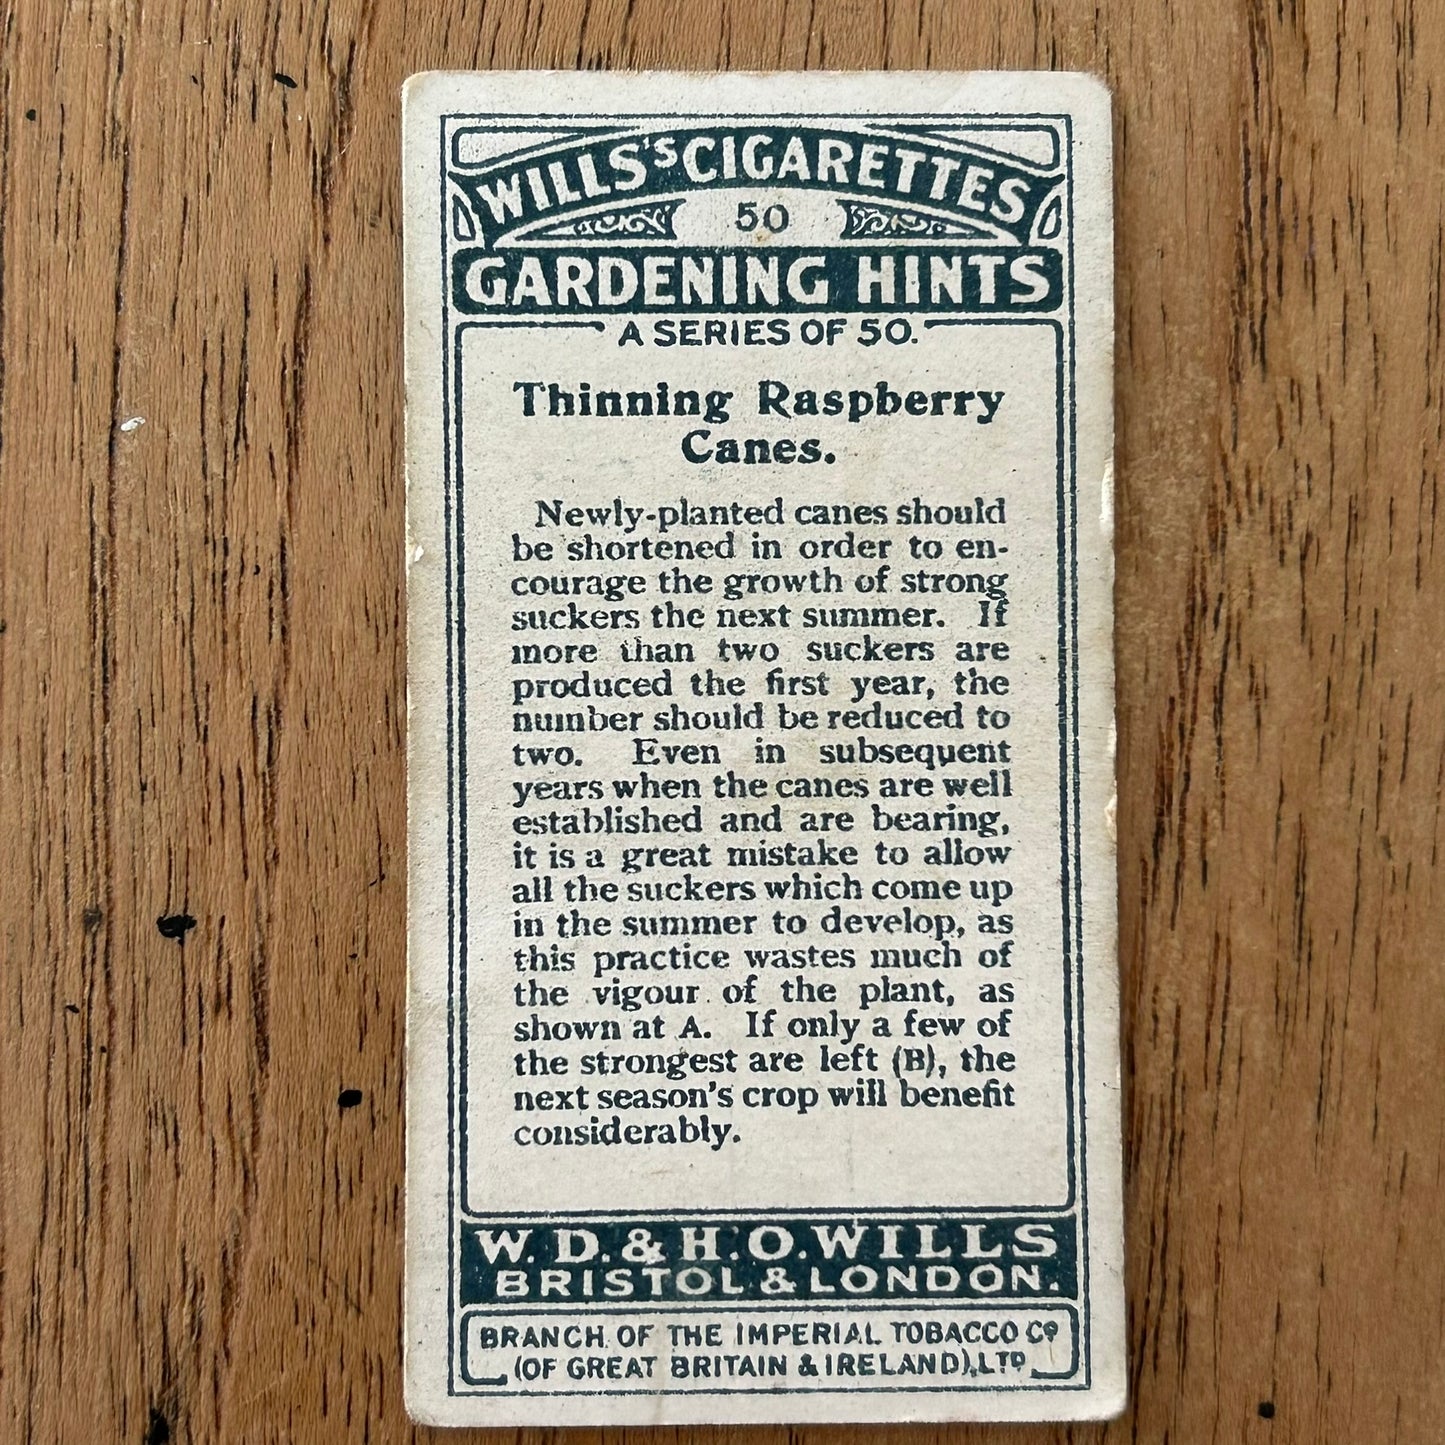 WILLS'S CIGARETTES
50
GARDENING HINTS
A SERIES OF 50.
Thinning Raspberry
Canes.
Newly-planted canes should
be shortened in order to en-
courage the growth of strong
suckers the next summer. If
more than two suckers are
produced the first year, the
number should be reduced to
two. Even in subsequent
years when the canes are well
established and are bearing,
it is a great mistake to allow
all the suckers which come up
in the summer to develop, as
this practice wastes much of
the vigour of the plant, as
shown at A. If only a few of
the strongest are left (B), the
next season's crop will benefit
considerably.
W. D. & H. O. WILLS
BRISTOL & LONDON.
BRANCH OF THE IMPERIAL TOBACCO Co
(OF GREAT BRITAIN & IRELAND), LTD